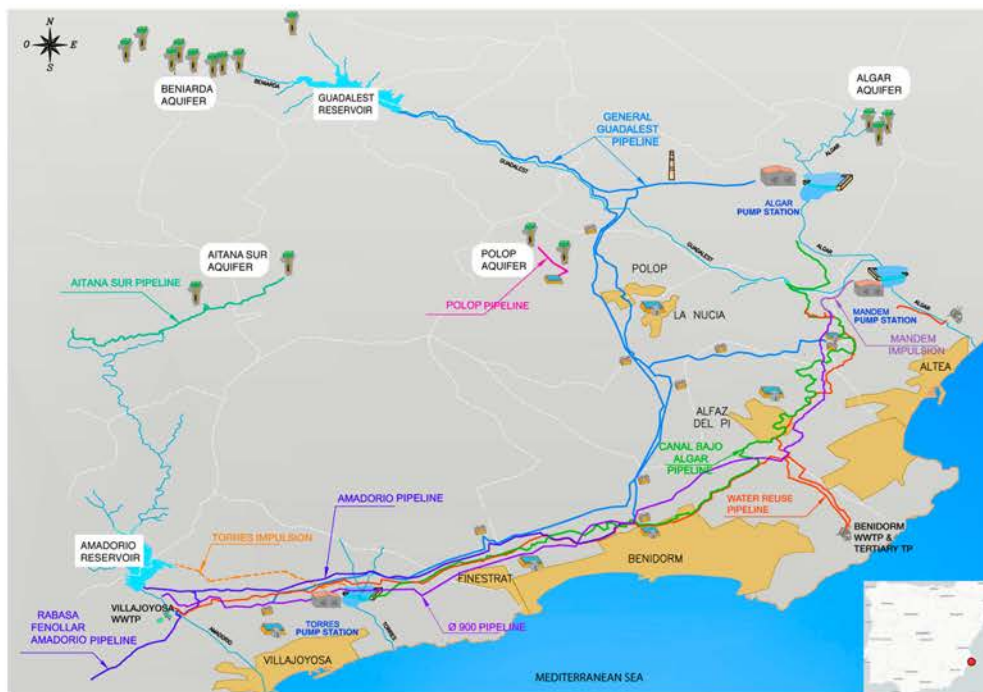 N
O
E
S
BENIARDA
AQUIFER
BENIARDA
GUADALEST
RESERVOIR
GENERAL
GUADALEST
PIPELINE
GUADALEST
ALGAR
AQUIFER
ALGAR
ALGAR
PUMP STATION
AITANA SUR
AQUIFER
AITANA SUR PIPELINE
POLOP
AQUIFER
POLOP PIPELINE
POLOP
LA NUCIA
GUADALEST
ALGAR
MANDEM
PUMP STATION
ALGAR
MANDEM
IMPULSION
ALTEA
ALFAZ
DEL PI
CANAL BAJO
ALGAR
PIPELINE
WATER REUSE
PIPELINE
AMADORIO PIPELINE
BENIDORM
WWTP &
TERTIARY TP
AMADORIO
RESERVOIR
TORRES IMPULSION
BENIDORM
FINESTRAT
VILLAJOYOSA
WWTP
RABASA
FENOLLAR
AMADORIO PIPELINE
AMADORIO
TORRES
PUMP STATION
TORRES
Ø 900 PIPELINE
VILLAJOYOSA
MEDITERRANEAN SEA